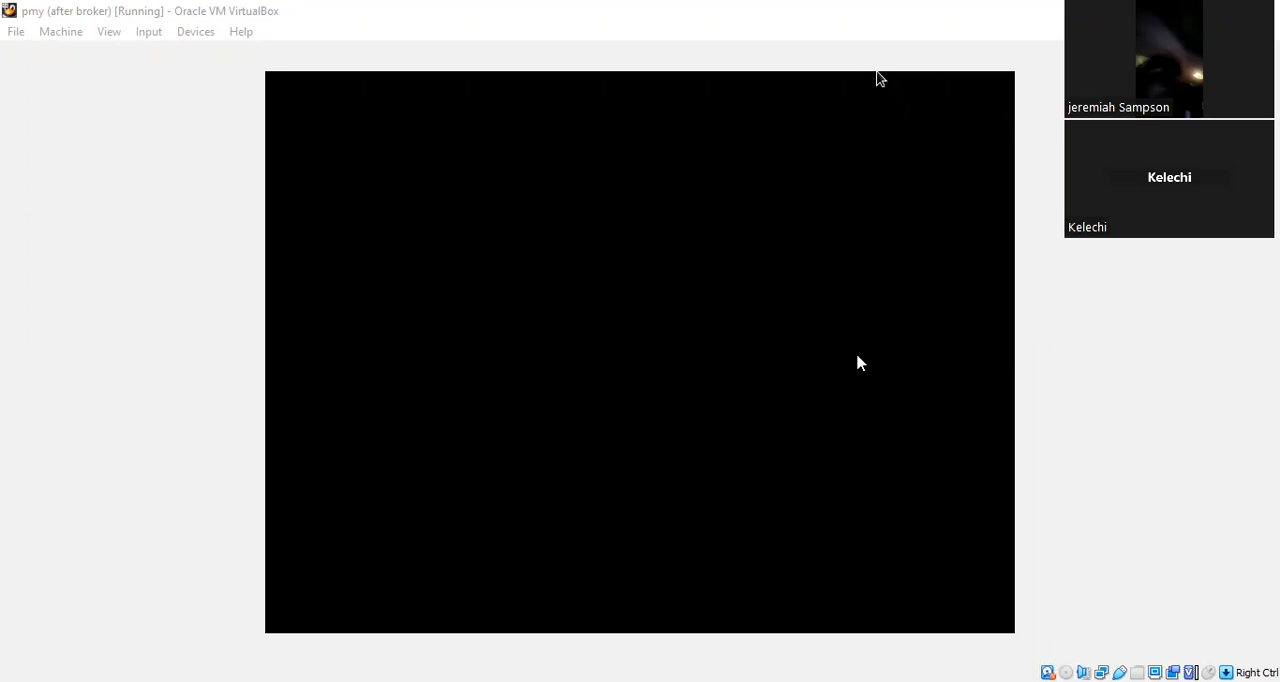 pmy (after broker) [Running] - Oracle VM VirtualBox
File Machine View Input Devices Help
jeremiah Sampson
Kelechi
Kelechi
Right Ctrl